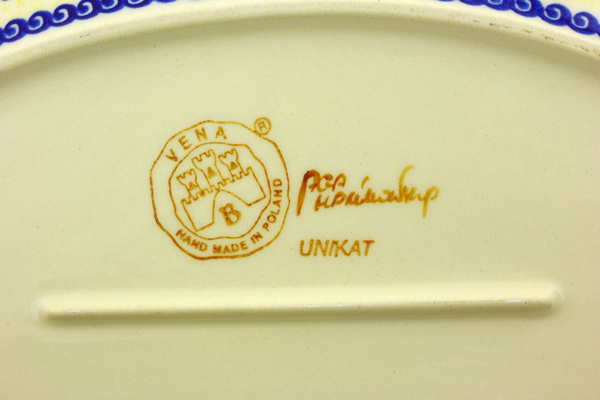 VENA ®
B
HAND MADE IN POLAND
UNIKAT